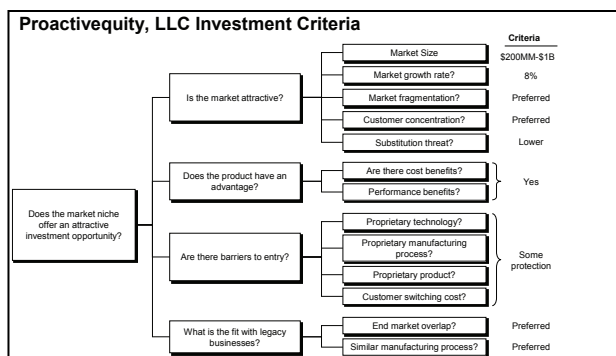 Proactivequity, LLC Investment Criteria
Criteria
Market Size
$200MM-$1B
Market growth rate?
8%
Is the market attractive?
Market fragmentation?
Preferred
Customer concentration?
Preferred
Substitution threat?
Lower
Does the product have an
advantage?
Are there cost benefits?
Performance benefits?
Yes
Does the market niche
offer an attractive
investment opportunity?
Are there barriers to entry?
Proprietary technology?
Proprietary manufacturing
process?
Proprietary product?
Customer switching cost?
Some
protection
What is the fit with legacy
businesses?
End market overlap?
Preferred
Similar manufacturing process?
Preferred